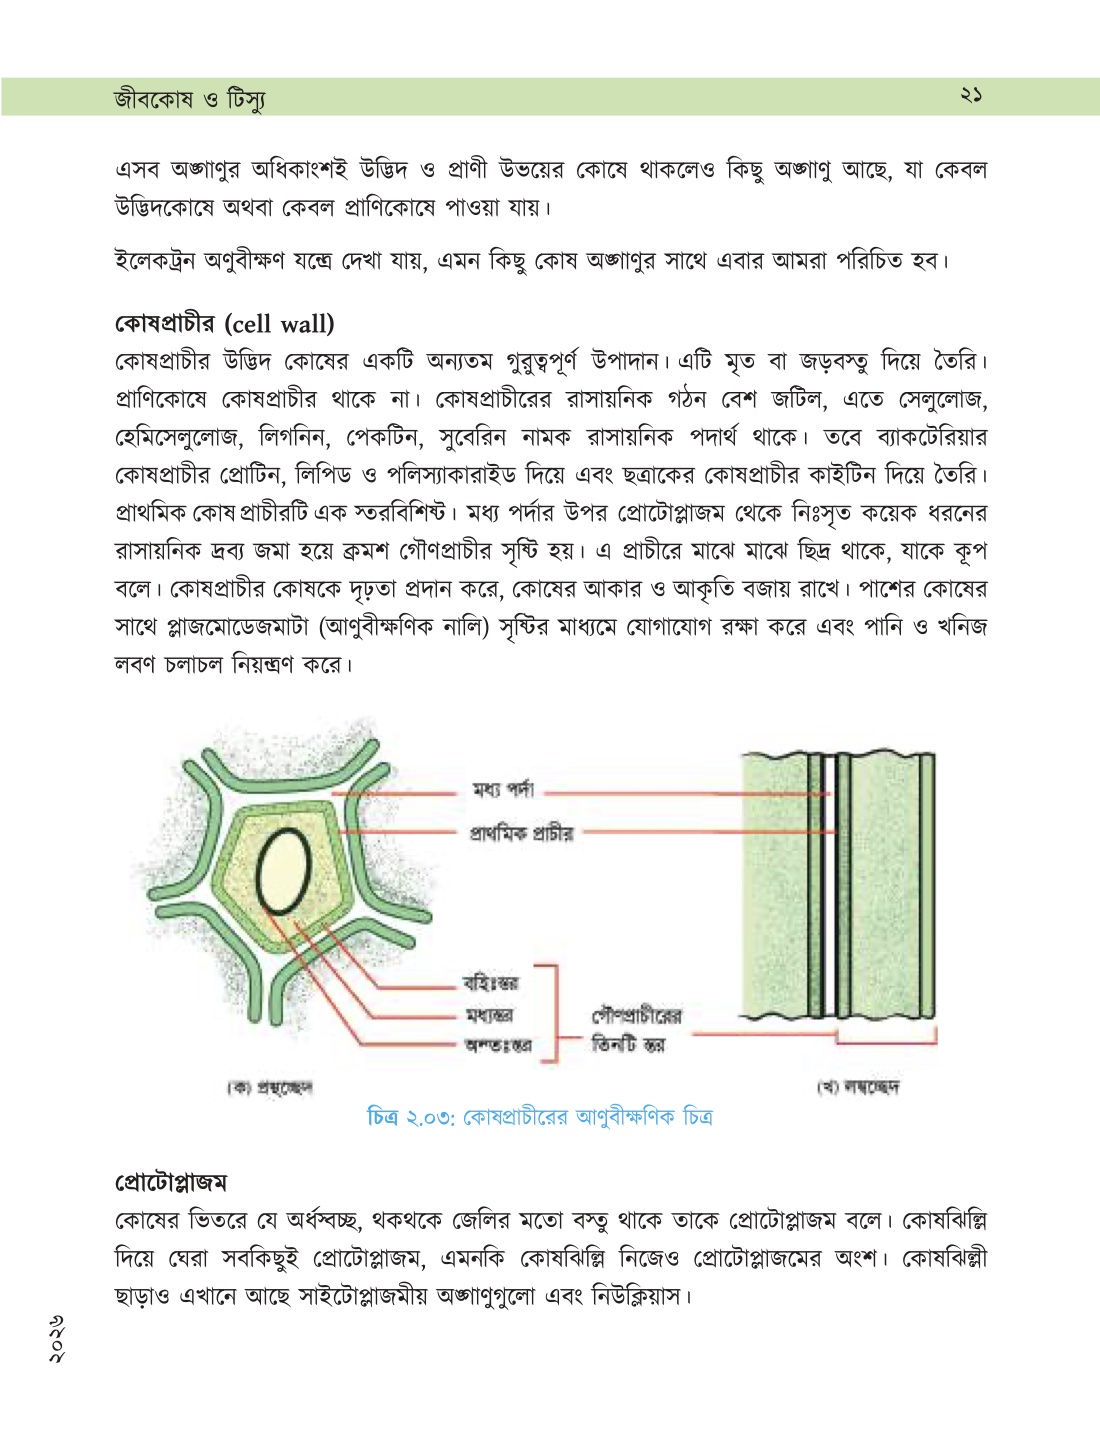 জীবকোষ ও টিস্যু
২১
এসব অঙ্গাণুর অধিকাংশই উদ্ভিদ ও প্রাণী উভয়ের কোষে থাকলেও কিছু অঙ্গাণু আছে, যা কেবল
উদ্ভিদকোষে অথবা কেবল প্রাণিকোষে পাওয়া যায়।
ইলেকট্রন অণুবীক্ষণ যন্ত্রে দেখা যায়, এমন কিছু কোষ অঙ্গাণুর সাথে এবার আমরা পরিচিত হব।
কোষপ্রাচীর (cell wall)
কোষপ্রাচীর উদ্ভিদ কোষের একটি অন্যতম গুরুত্বপূর্ণ উপাদান। এটি মৃত বা জড়বস্তু দিয়ে তৈরি।
প্রাণিকোষে কোষপ্রাচীর থাকে না। কোষপ্রাচীরের রাসায়নিক গঠন বেশ জটিল, এতে সেলুলোজ,
হেমিসেলুলোজ, লিগনিন, পেকটিন, সুবেরিন নামক রাসায়নিক পদার্থ থাকে। তবে ব্যাকটেরিয়ার
কোষপ্রাচীর প্রোটিন, লিপিড ও পলিস্যাকারাইড দিয়ে এবং ছত্রাকের কোষপ্রাচীর কাইটিন দিয়ে তৈরি।
প্রাথমিক কোষ প্রাচীরটি এক স্তরবিশিষ্ট। মধ্য পর্দার উপর প্রোটোপ্লাজম থেকে নিঃসৃত কয়েক ধরনের
রাসায়নিক দ্রব্য জমা হয়ে ক্রমশ গৌণপ্রাচীর সৃষ্টি হয়। এ প্রাচীরে মাঝে মাঝে ছিদ্র থাকে, যাকে কূপ
বলে। কোষপ্রাচীর কোষকে দৃঢ়তা প্রদান করে, কোষের আকার ও আকৃতি বজায় রাখে। পাশের কোষের
সাথে প্লাজমোডেজমাটা (আণুবীক্ষণিক নালি) সৃষ্টির মাধ্যমে যোগাযোগ রক্ষা করে এবং পানি ও খনিজ
লবণ চলাচল নিয়ন্ত্রণ করে।
মধ্য পর্দা
প্রাথমিক প্রাচীর
বহিঃস্তর
মধ্যস্তর
অন্তঃস্তর
গৌণপ্রাচীরের
তিনটি স্তর
(ক) প্রস্থচ্ছেদ
(খ) লম্বচ্ছেদ
চিত্র ২.০৩: কোষপ্রাচীরের আণুবীক্ষণিক চিত্র
প্রোটোপ্লাজম
কোষের ভিতরে যে অর্ধস্বচ্ছ, থকথকে জেলির মতো বস্তু থাকে তাকে প্রোটোপ্লাজম বলে। কোষঝিল্লি
দিয়ে ঘেরা সবকিছুই প্রোটোপ্লাজম, এমনকি কোষঝিল্লি নিজেও প্রোটোপ্লাজমের অংশ। কোষঝিল্লী
ছাড়াও এখানে আছে সাইটোপ্লাজমীয় অঙ্গাণুগুলো এবং নিউক্লিয়াস।
২০২৬